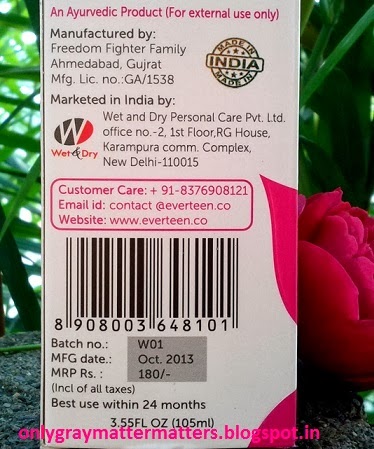 An Ayurvedic Product (For external use only)
Manufactured by:
Freedom Fighter Family
Ahmedabad, Gujrat
Mfg. Lic. no.:GA/1538
MADE IN
INDIA
MADE IN
Marketed in India by:
Wet & Dry
Wet and Dry Personal Care Pvt. Ltd.
office no.-2, 1st Floor,RG House,
Karampura comm. Complex,
New Delhi-110015
Customer Care: + 91-8376908121
Email id: contact @everteen.co
Website: www.everteen.co
8 908003 648101
Batch no.: W01
MFG date.: Oct. 2013
MRP Rs. : 180/-
(Incl of all taxes)
Best use within 24 months
3.55FL OZ (105ml)
onlygraymattermatters.blogspot.in